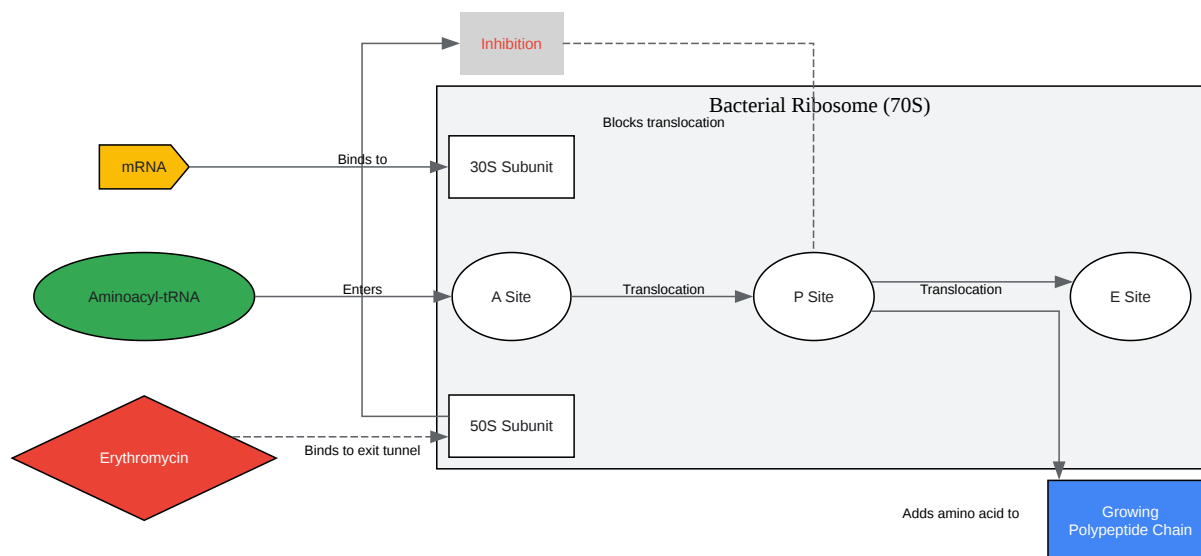 Inhibition
Bacterial Ribosome (70S)
Blocks translocation
mRNA
Binds to
30S Subunit
Aminoacyl-tRNA
Enters
A Site
Translocation
P Site
Translocation
E Site
Erythromycin
Binds to exit tunnel
50S Subunit
Adds amino acid to
Growing
Polypeptide Chain